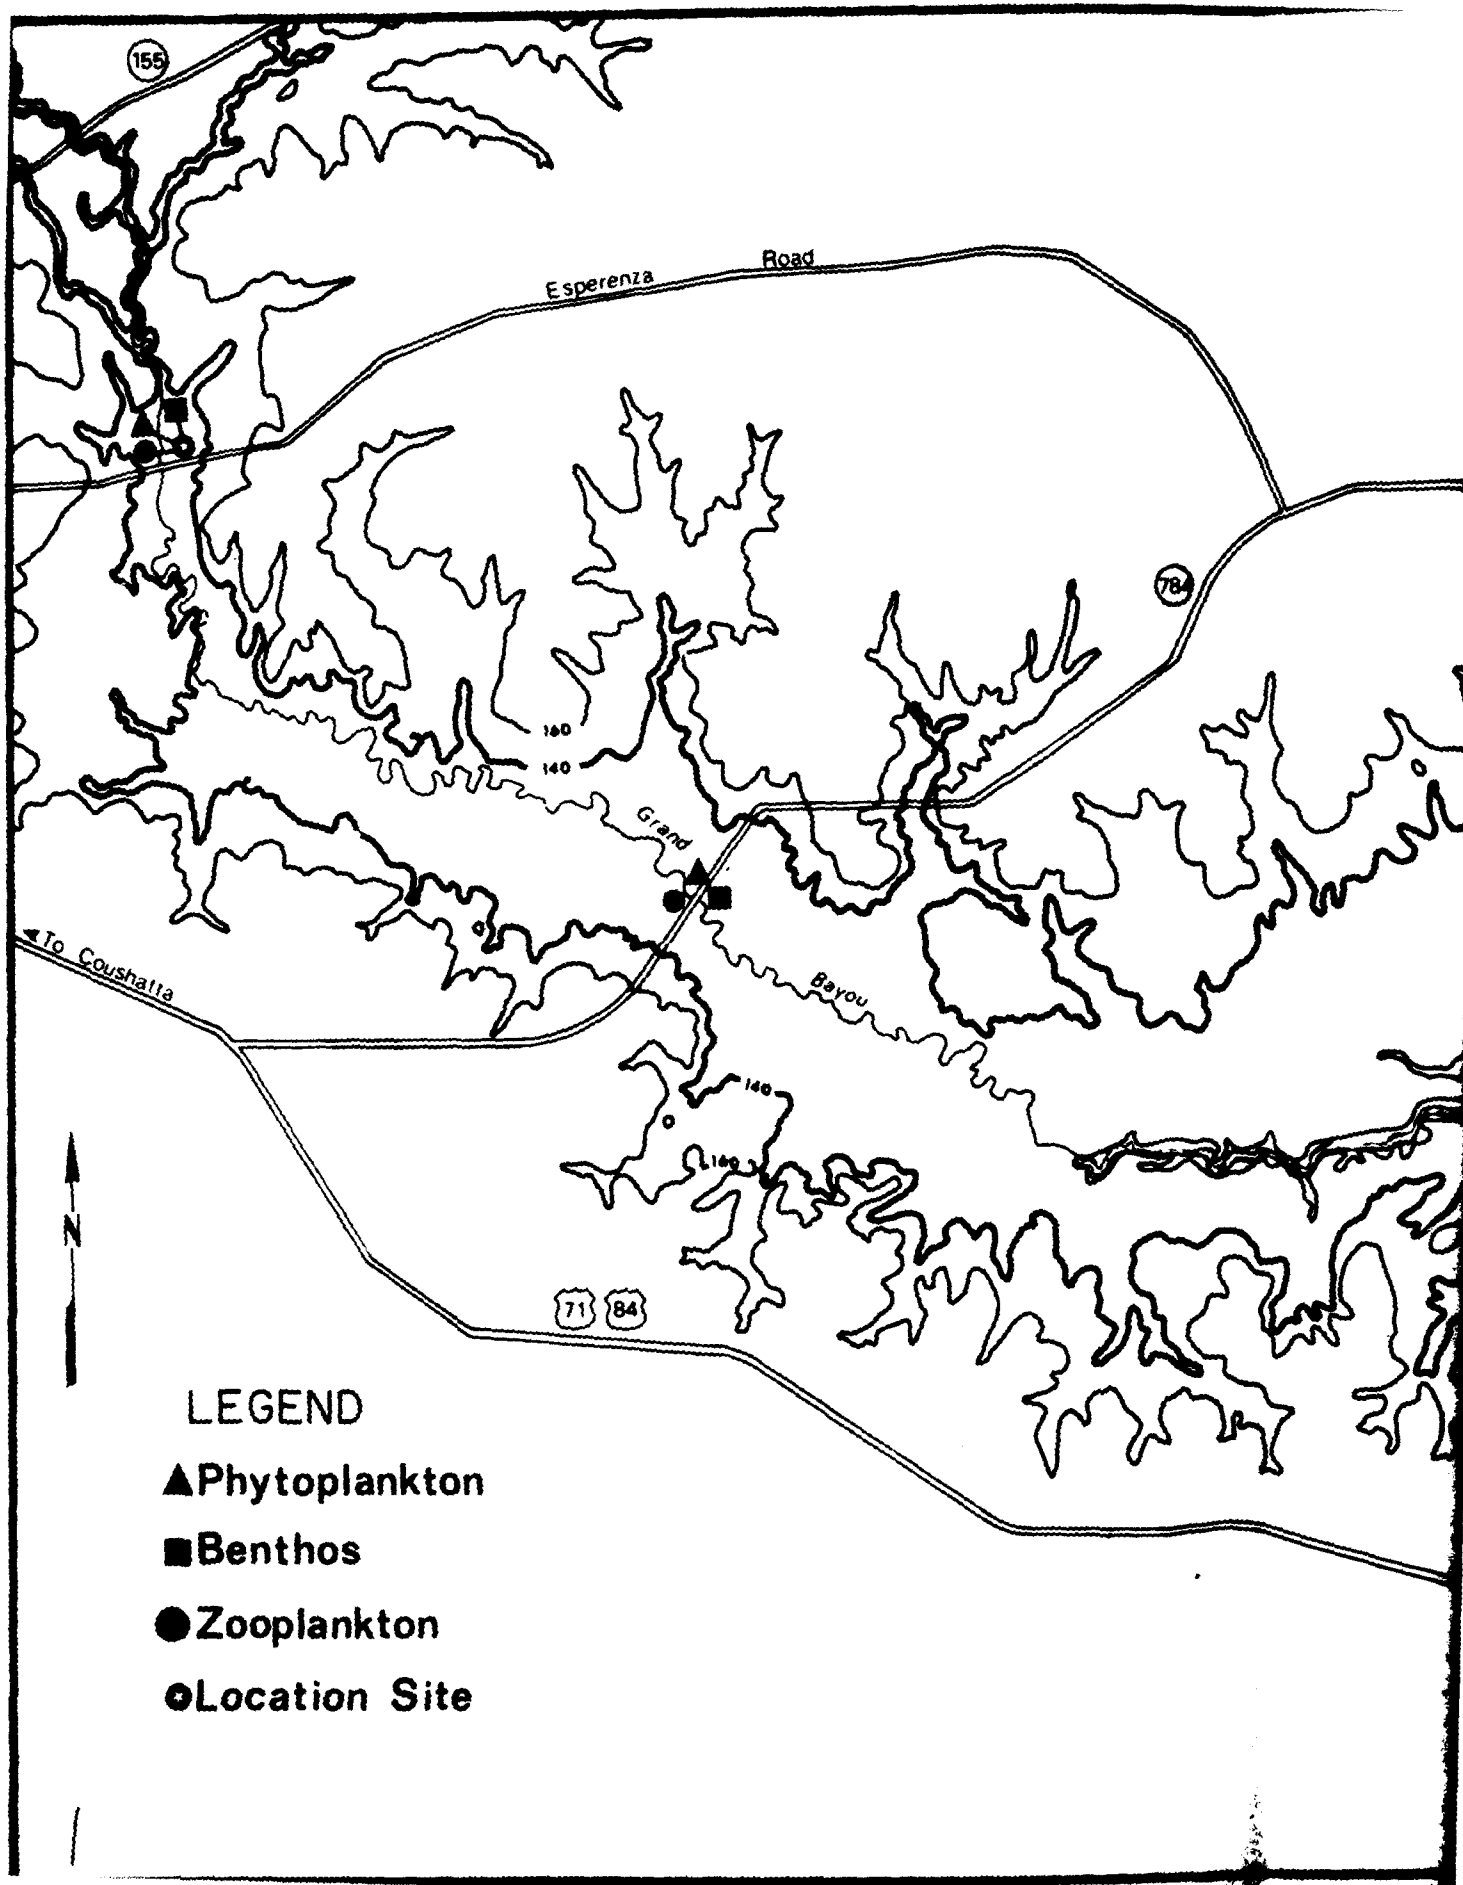 155
Esperenza Road
784
160
140
Grand
To Coushatta
Bayou
140
160
N
71 84
LEGEND
Phytoplankton
Benthos
Zooplankton
Location Site